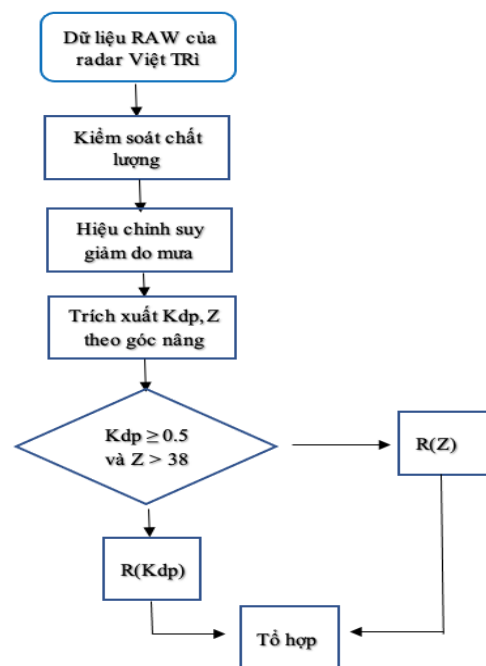 Dữ liệu RAW của
radar Việt TRì
Kiểm soát chất
lượng
Hiệu chỉnh suy
giảm do mưa
Trích xuất Kdp, Z
theo góc nâng
Kdp ≥ 0.5
và Z > 38
R(Z)
R(Kdp)
Tổ hợp